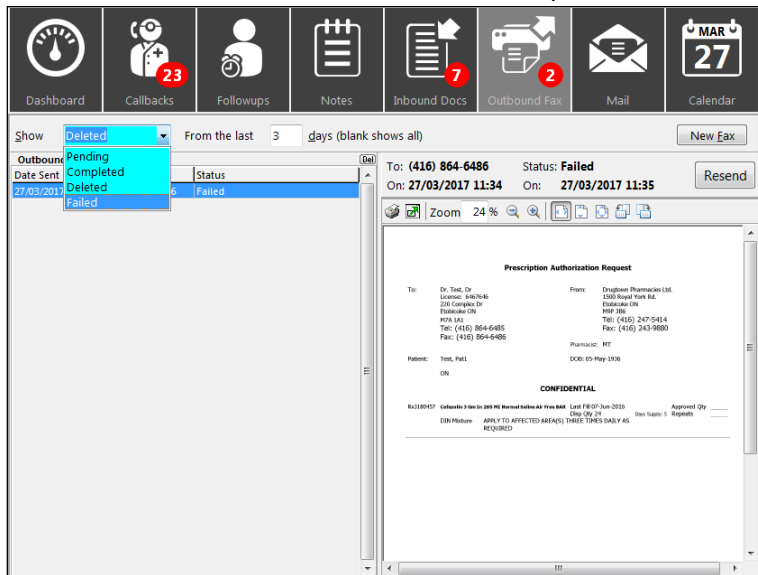 23
7
2
MAR
27
Dashboard
Callbacks
Followups
Notes
Inbound Docs
Outbound Fax
Mail
Calendar
Show
Deleted
From the last
3
days (blank shows all)
New Fax
Pending
Completed
Deleted
Failed
Outbound
Del
Date Sent
Status
27/03/2017
6
Failed
To: (416) 864-6486
Status: Failed
On: 27/03/2017 11:34
On: 27/03/2017 11:35
Resend
Zoom 24 %
Prescription Authorization Request
To:
Dr. Test, Dr
License: 6467646
220 Complex Dr
Etobicoke ON
M7A 1A1
Tel: (416) 864-6485
Fax: (416) 864-6486
From:
Drugtown Pharmacies Ltd.
1500 Royal York Rd.
Etobicoke ON
M9P 3B6
Tel: (416) 247-5414
Fax: (416) 243-9880
Pharmacist: MT
Patient:
Test, Pat1
ON
DOB: 05-May-1936
CONFIDENTIAL
Rx3180457
Last Fill 07-Jun-2016
Disp Qty 24
Days Supply: 5
Approved Qty
Repeats
DIN Mixture
APPLY TO AFFECTED AREA(S) THREE TIMES DAILY AS
REQUIRED